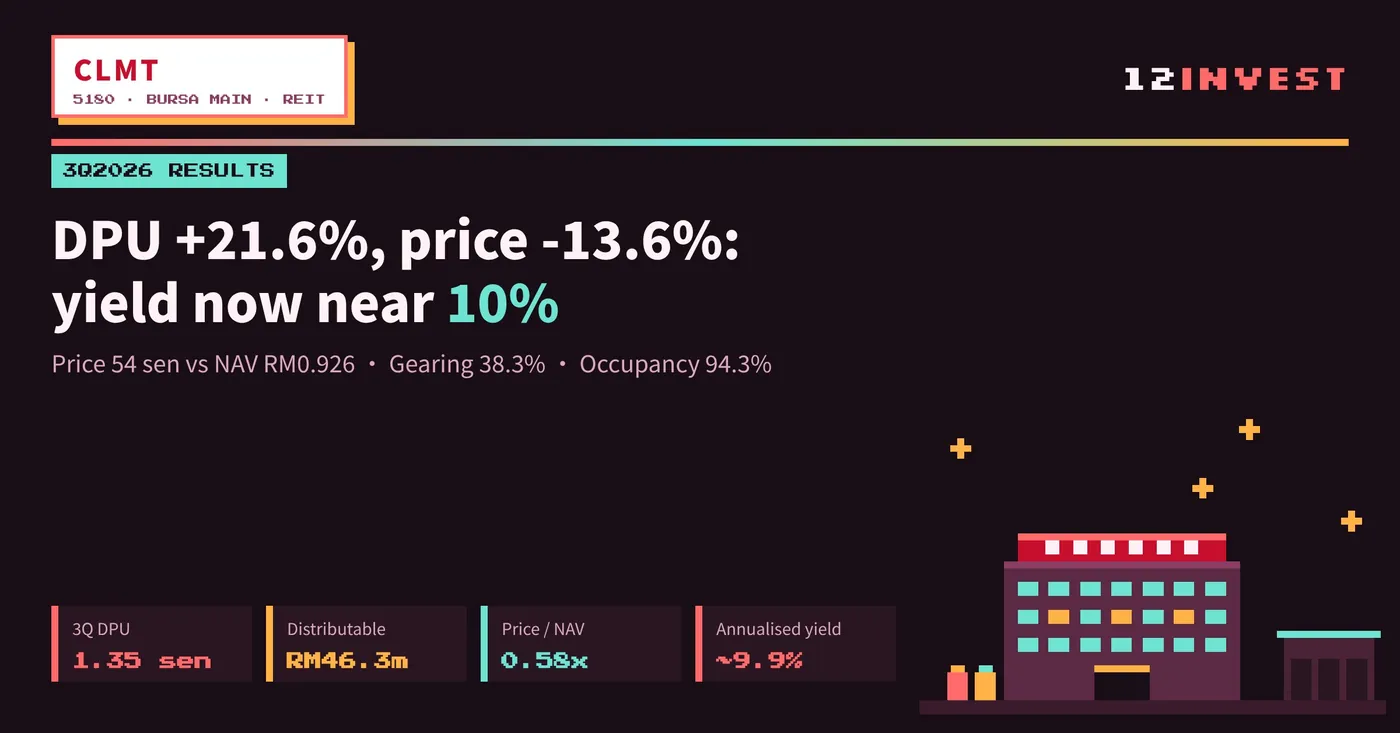 CLMT
5180 · BURSA MAIN · REIT
12INVEST
3Q2026 RESULTS
DPU +21.6%, price -13.6%:
yield now near 10%
Price 54 sen vs NAV RM0.926 • Gearing 38.3% • Occupancy 94.3%
3Q DPU
1.35 sen
Distributable
RM46.3m
Price / NAV
0.58x
Annualised yield
~9.9%